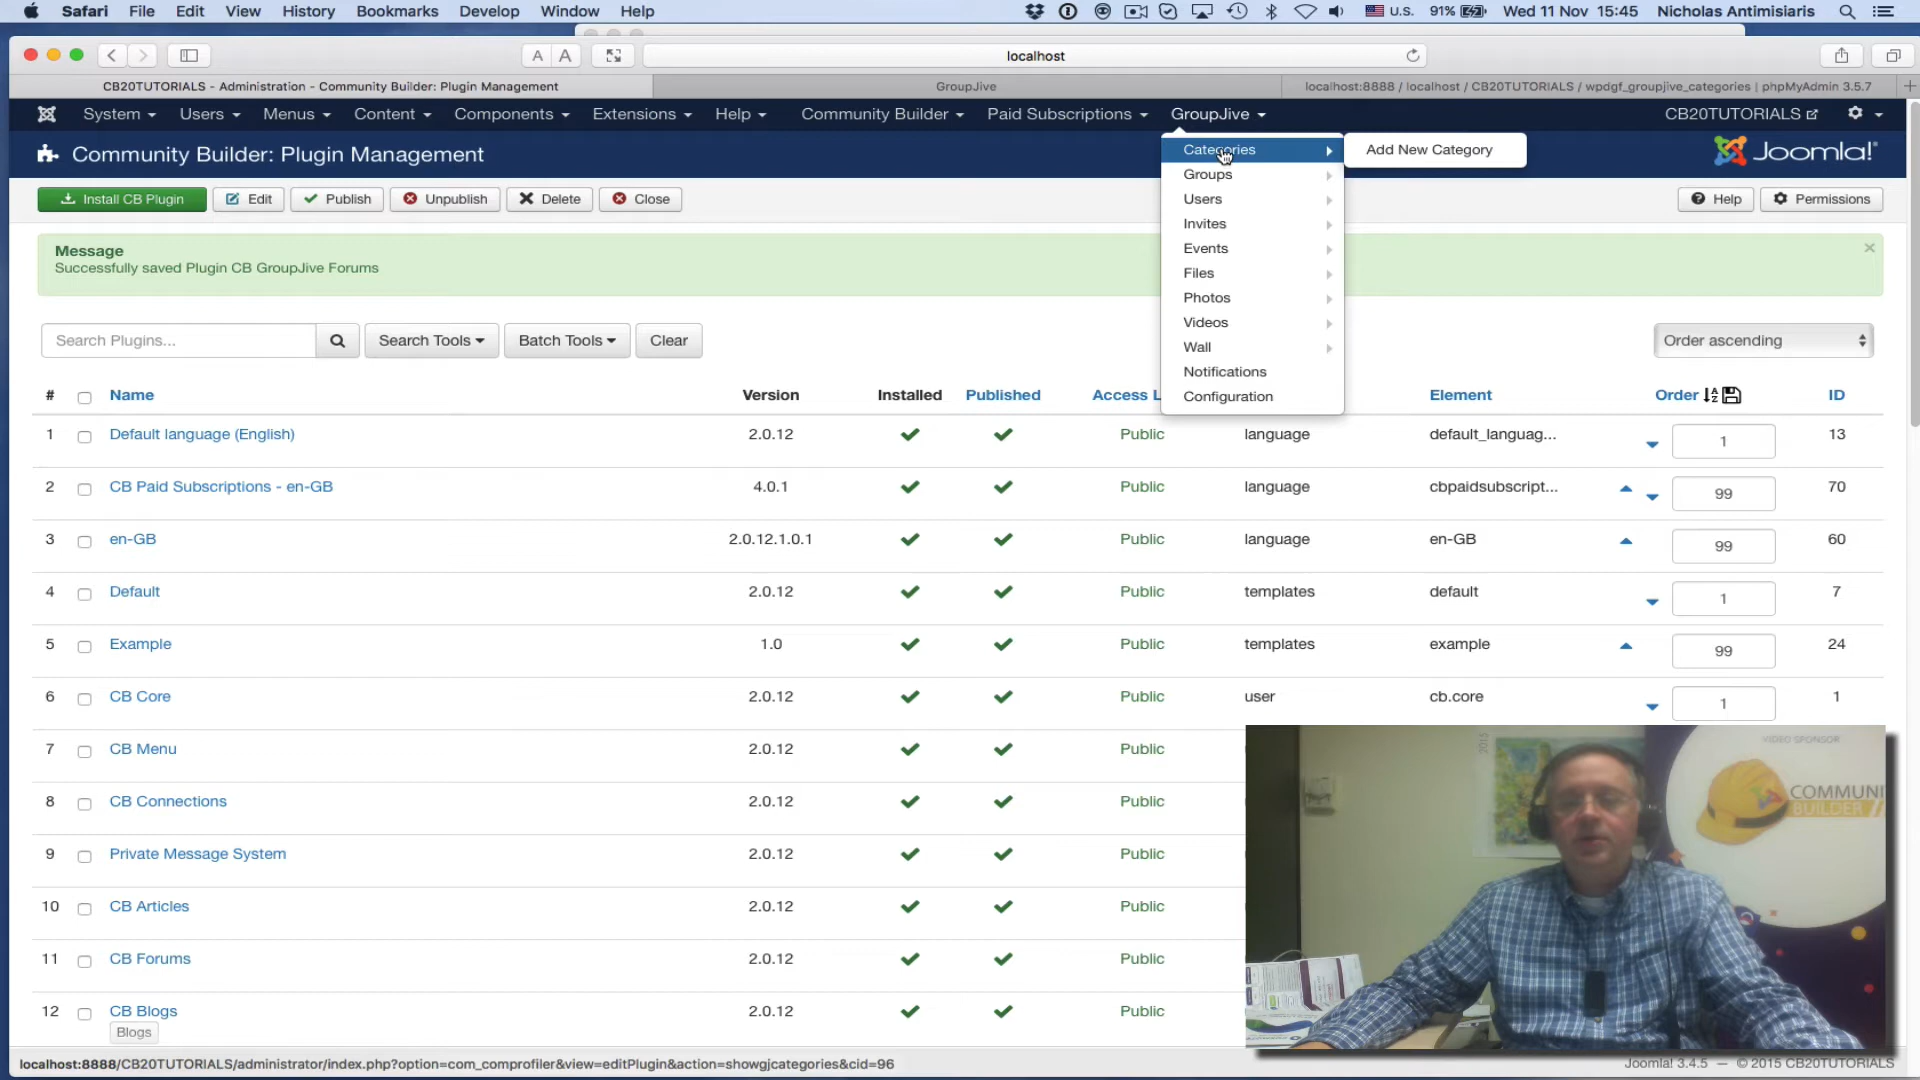 Safari File Edit View History Bookmarks Develop Window Help U.S. 91% Wed 11 Nov 15:45 Nicholas Antimisiaris
A A localhost
CB20TUTORIALS - Administration - Community Builder: Plugin Management GroupJive localhost:8888 / localhost / CB20TUTORIALS / wpdgf_groupjive_categories | phpMyAdmin 3.5.7
System Users Menus Content Components Extensions Help Community Builder Paid Subscriptions GroupJive CB20TUTORIALS
Community Builder: Plugin Management Joomla!
Categories Add New Category
Groups
Users
Invites
Events
Files
Photos
Videos
Wall
Notifications
Configuration
Install CB Plugin Edit Publish Unpublish Delete Close Help Permissions
Message
Successfully saved Plugin CB GroupJive Forums
Search Plugins... Search Tools Batch Tools Clear Order ascending
# Name Version Installed Published Access L Element Order ID
1 Default language (English) 2.0.12 Public language default_languag... 1 13
2 CB Paid Subscriptions - en-GB 4.0.1 Public language cbpaidsubscript... 99 70
3 en-GB 2.0.12.1.0.1 Public language en-GB 99 60
4 Default 2.0.12 Public templates default 1 7
5 Example 1.0 Public templates example 99 24
6 CB Core 2.0.12 Public user cb.core 1 1
7 CB Menu 2.0.12 Public
8 CB Connections 2.0.12 Public
9 Private Message System 2.0.12 Public
10 CB Articles 2.0.12 Public
11 CB Forums 2.0.12 Public
12 CB Blogs 2.0.12 Public
Blogs
2015
VIDEO SPONSOR
COMMUNI
BUILDER //
localhost:8888/CB20TUTORIALS/administrator/index.php?option=com_comprofiler&view=editPlugin&action=showgjcategories&cid=96
Joomla! 3.4.5 — © 2015 CB20TUTORIALS